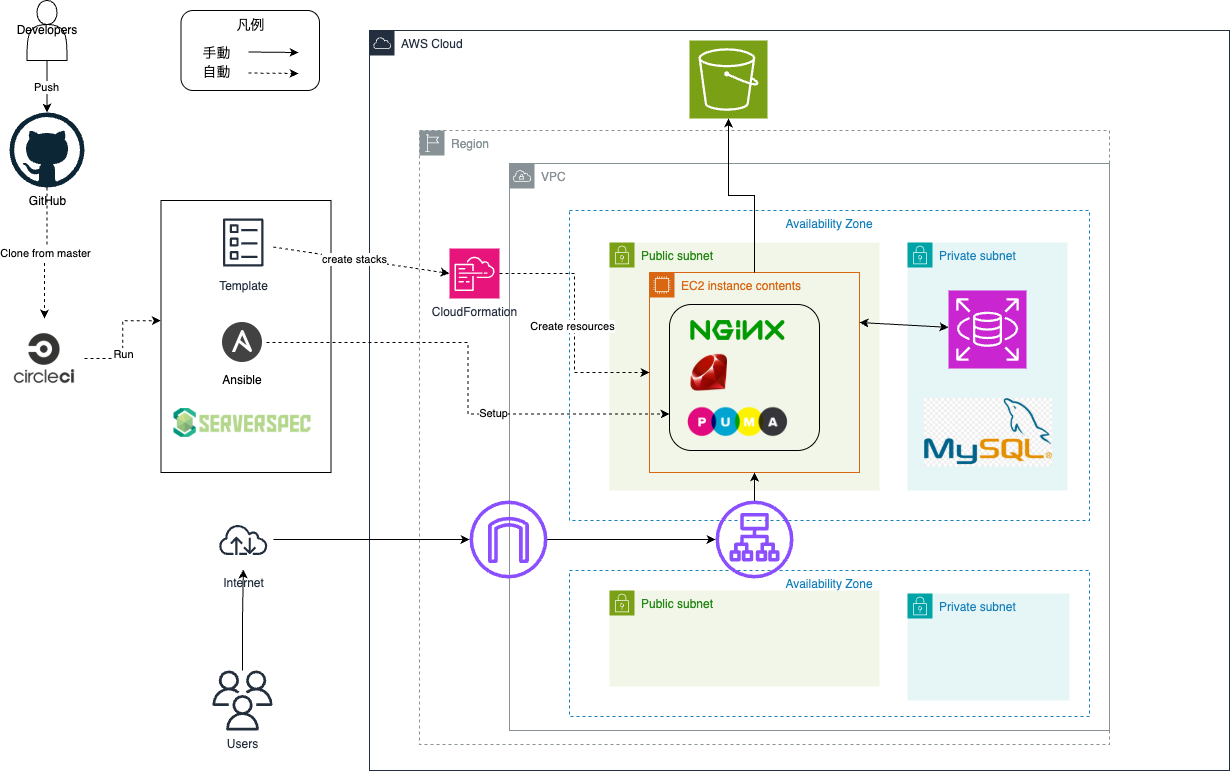 Developers
Push
GitHub
Clone from master
circleci
Run
凡例
手動
自動
Template
Ansible
SERVERSPEC
create stacks
CloudFormation
Create resources
Setup
Internet
Users
AWS Cloud
Region
VPC
Availability Zone
Public subnet
EC2 instance contents
NGINX
PUMA
Private subnet
MySQL®
Availability Zone
Public subnet
Private subnet